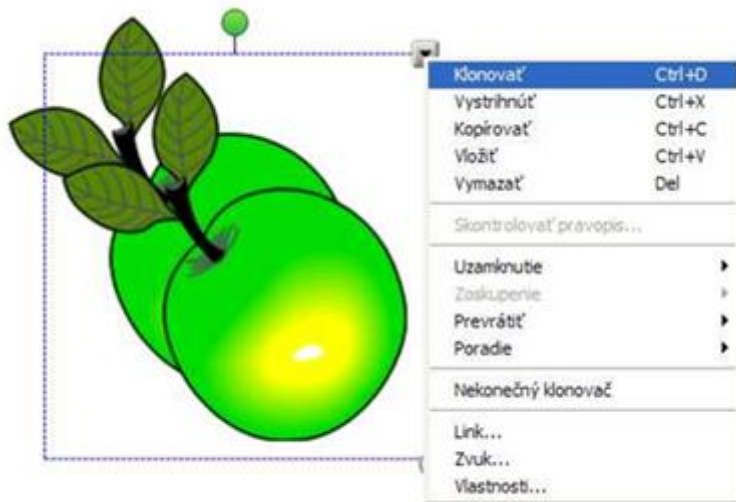 Klonovať Ctrl+D
Vystrihnúť Ctrl+X
Kopírovať Ctrl+C
Vložiť Ctrl+V
Vymazať Del
Skontrolovať pravopis...
Uzamknutie
Zoskupenie
Prevrátiť
Poradie
Nekonečný klonovač
Link...
Zvuk...
Vlastnosti...